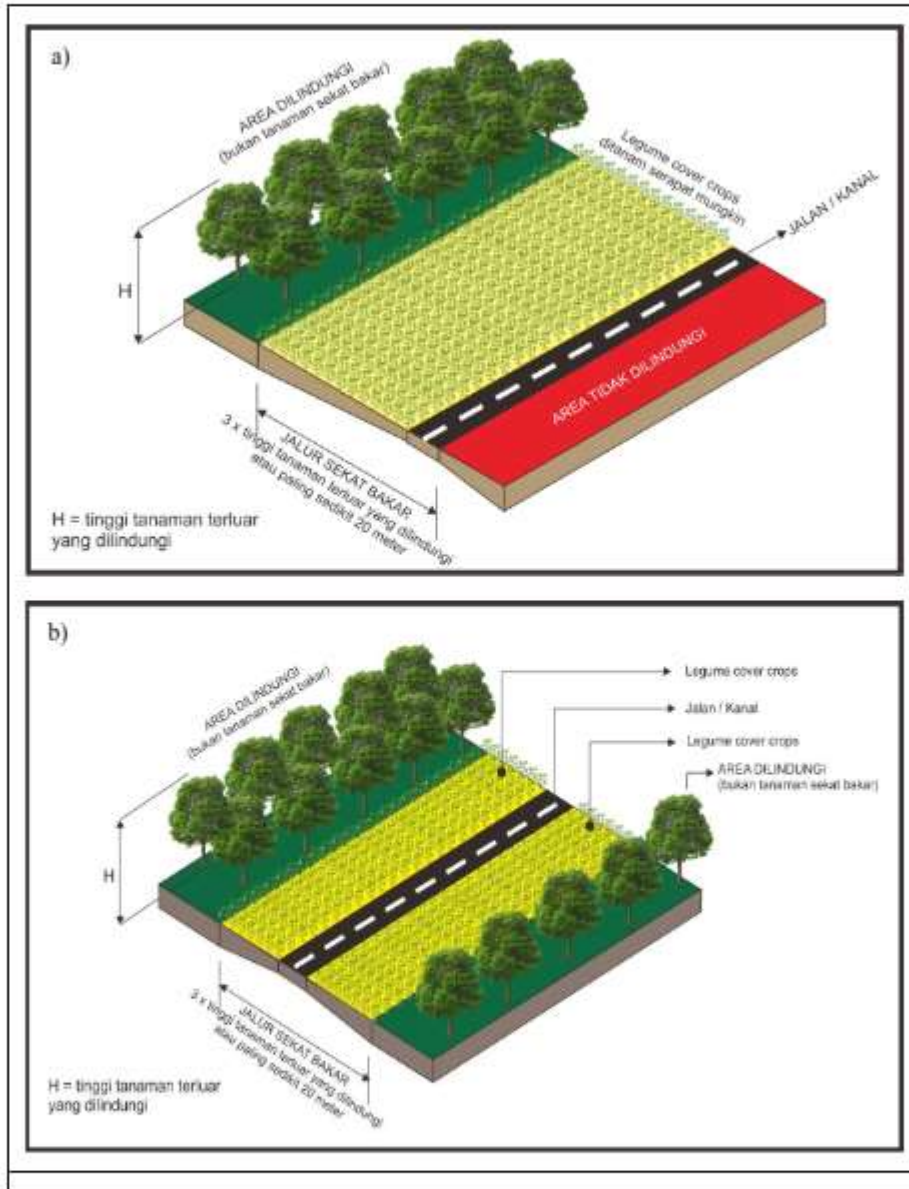 a)
AREA DILINDUNGI
(bukan tanaman sekat bakar)
Legume cover crops
ditanam serapat mungkin
JALAN / KANAL
H
AREA TIDAK DILINDUNGI
JALUR SEKAT BAKAR
3 x tinggi tanaman terluar yang dilindungi
atau paling sedikit 20 meter
H = tinggi tanaman terluar
yang dilindungi
b)
AREA DILINDUNGI
(bukan tanaman sekat bakar)
Legume cover crops
Jalan / Kanal
Legume cover crops
AREA DILINDUNGI
(bukan tanaman sekat bakar)
H
JALUR SEKAT BAKAR
3 x tinggi tanaman terluar yang dilindungi
atau paling sedikit 20 meter
H = tinggi tanaman terluar
yang dilindungi